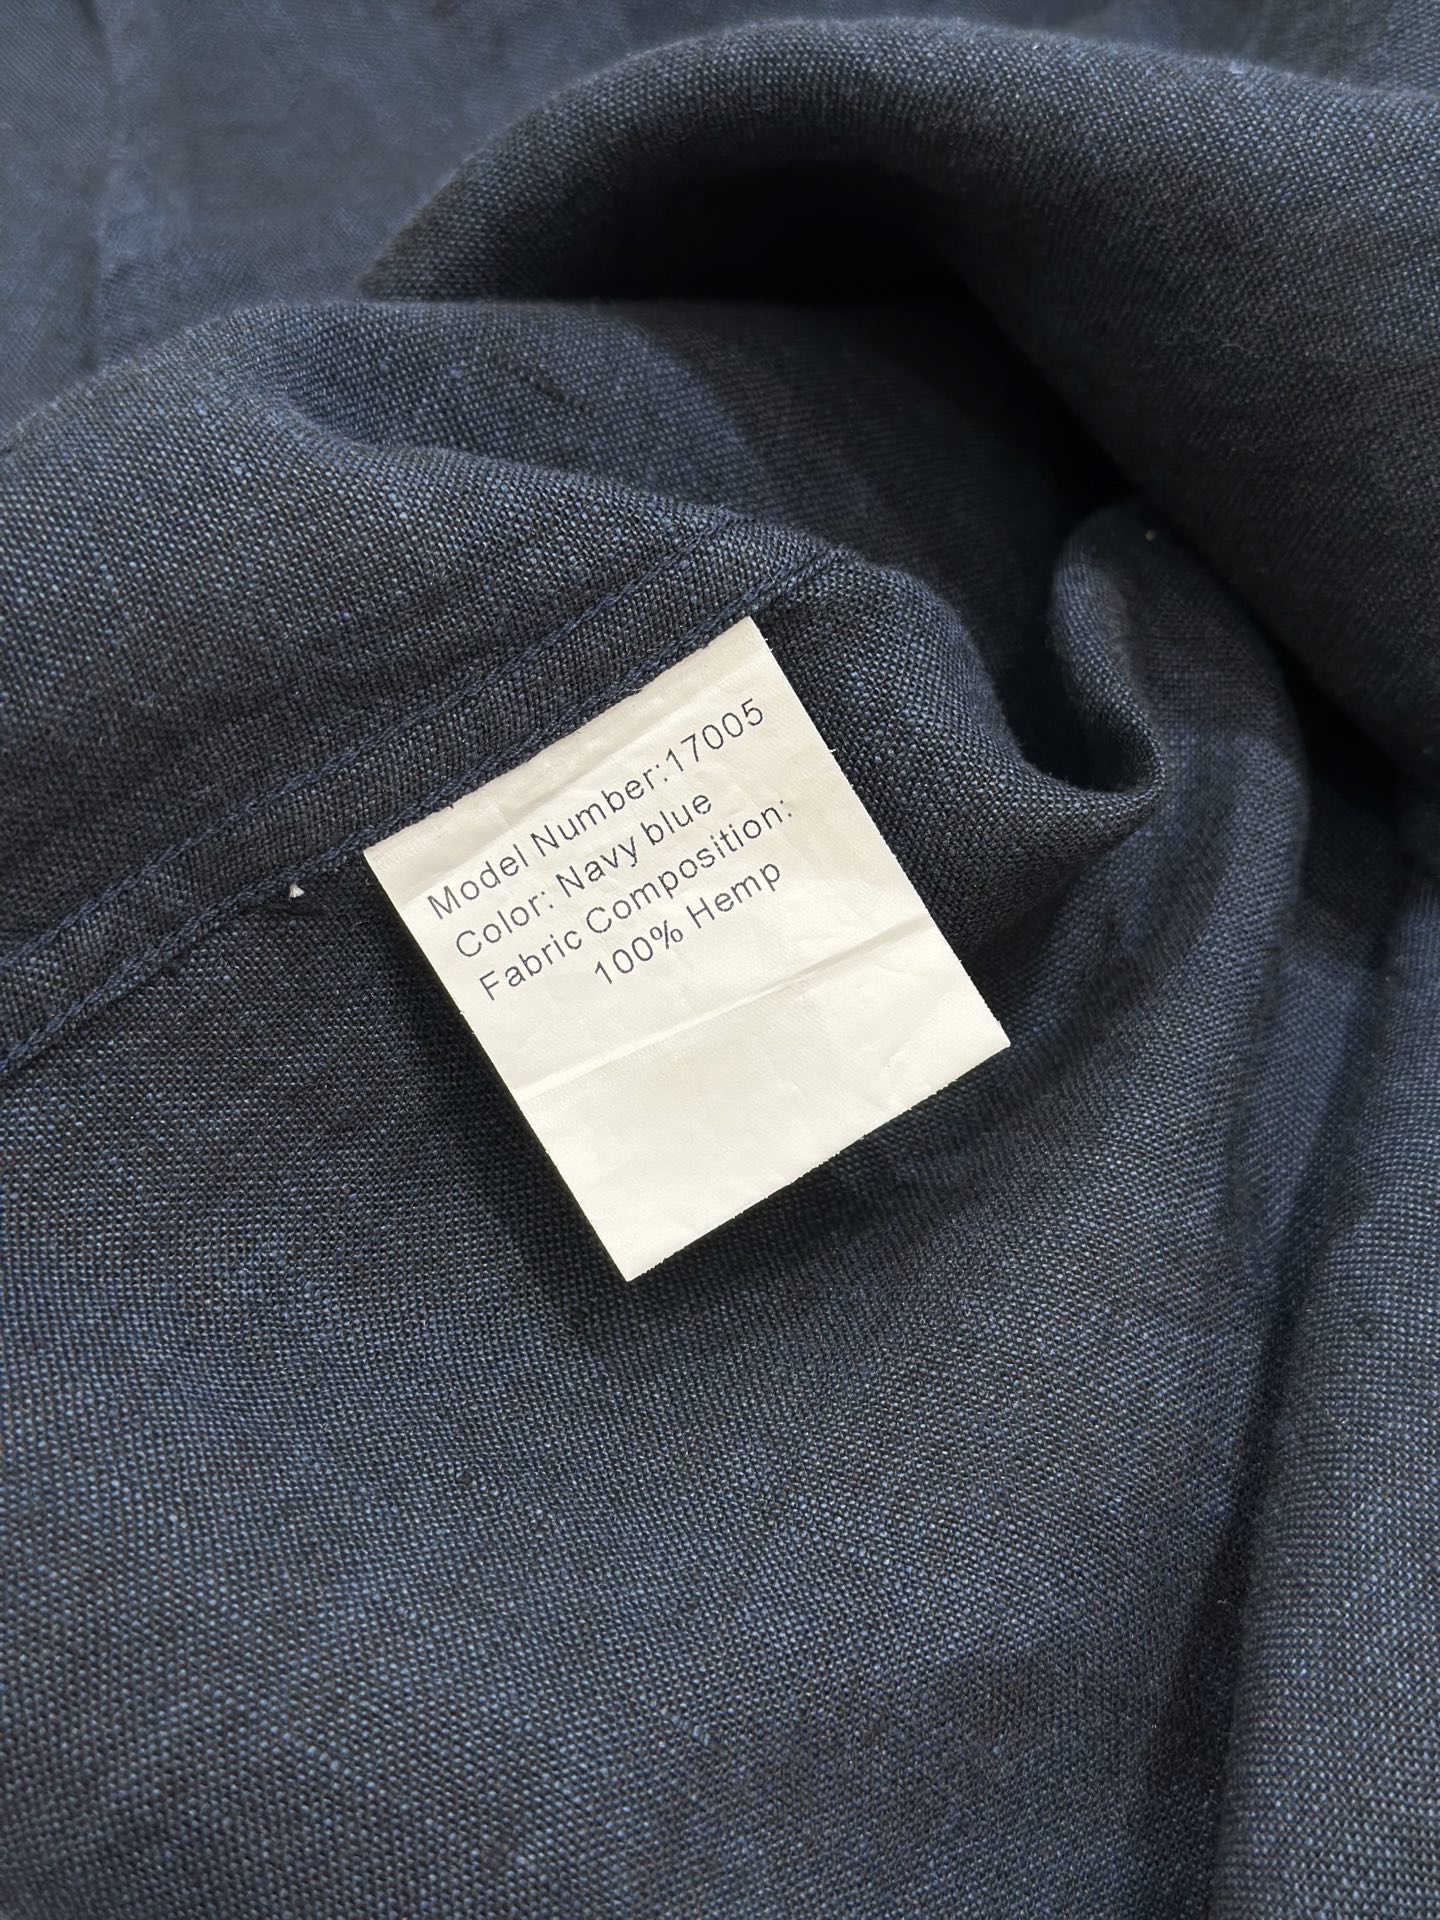 Model Number:17005
Color: Navy blue
Fabric Composition:
100% Hemp